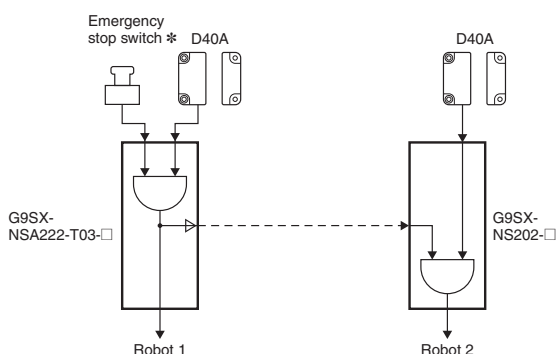 Emergency
stop switch ✻
D40A
D40A
G9SX-
NSA222-T03-□
G9SX-
NS202-□
Robot 1
Robot 2